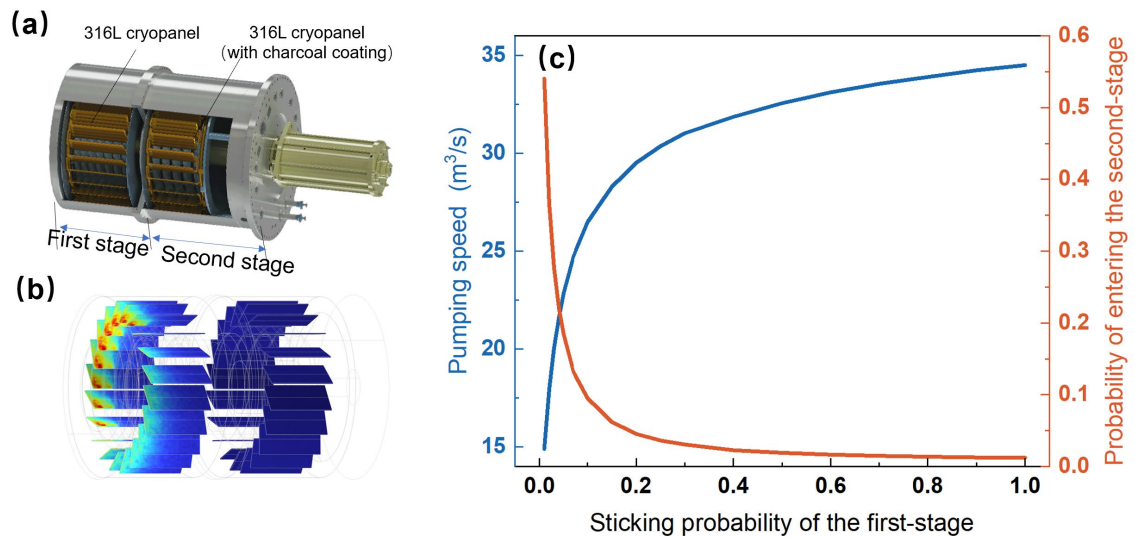 (a)
316L cryopanel
316L cryopanel
(with charcoal coating)
First stage
Second stage
(b)
(c)
Pumping speed (m³/s)
35
30
25
20
15
0.0 0.2 0.4 0.6 0.8 1.0
Sticking probability of the first-stage
0.6
0.5
0.4
0.3
0.2
0.1
0.0
Probability of entering the second-stage